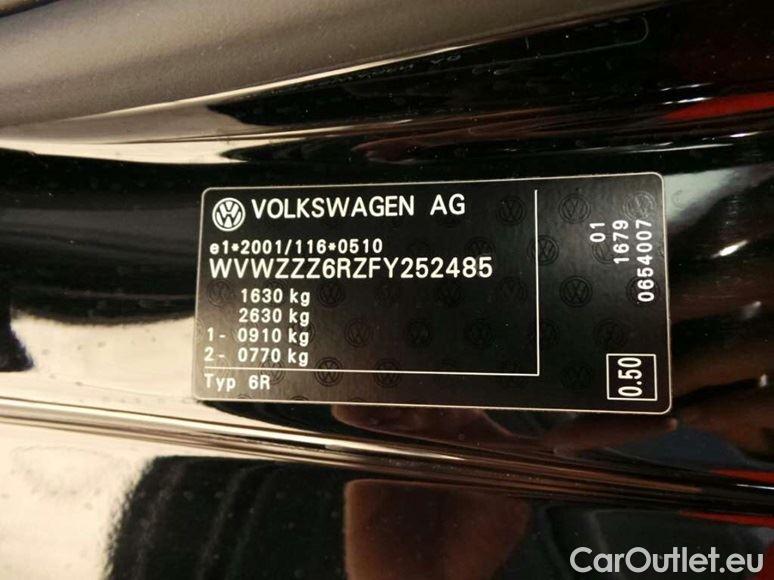 VOLKSWAGEN AG
e1*2001/116*0510
WVWZZZ6RZFY252485
1630 kg
2630 kg
1- 0910 kg
2- 0770 kg
Typ 6R
01
1679
0654007
0.50
CarOutlet.eu